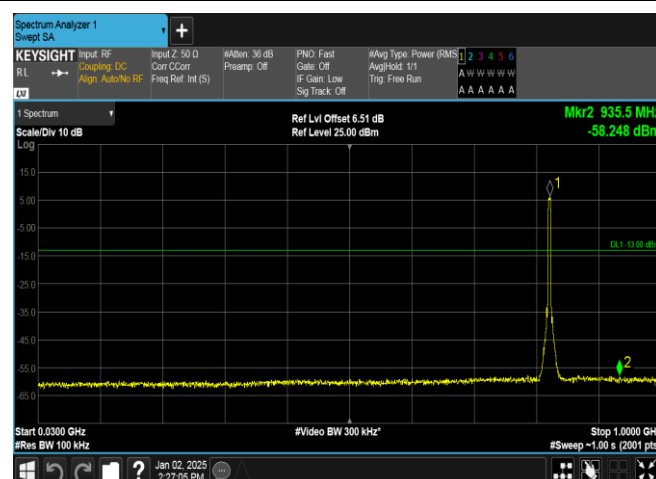 Spectrum Analyzer 1
Swept SA
+
KEYSIGHT Input: RF Input Z: 50 Ω #Atten: 36 dB PNO: Fast #Avg Type: Power (RMS 1 2 3 4 5 6
R L Coupling: DC Corr CCorr Preamp: Off Gate: Off Avg|Hold: 1/1 A W W W W W
Align: Auto/No RF Freq Ref: Int (S) IF Gain: Low Trig: Free Run
LXI Sig Track: Off A A A A A A
1 Spectrum Ref Lvl Offset 6.51 dB Mkr2 935.5 MHz
Scale/Div 10 dB Ref Level 25.00 dBm -58.248 dBm
Log
15.0
1
5.00
-5.00
DL1 -13.00 dBm
-15.0
-25.0
-35.0
-45.0
-55.0
2
-65.0
Start 0.0300 GHz #Video BW 300 kHz* Stop 1.0000 GH
#Res BW 100 kHz #Sweep ~1.00 s (2001 pts
? Jan 02, 2025
2:27:05 PM